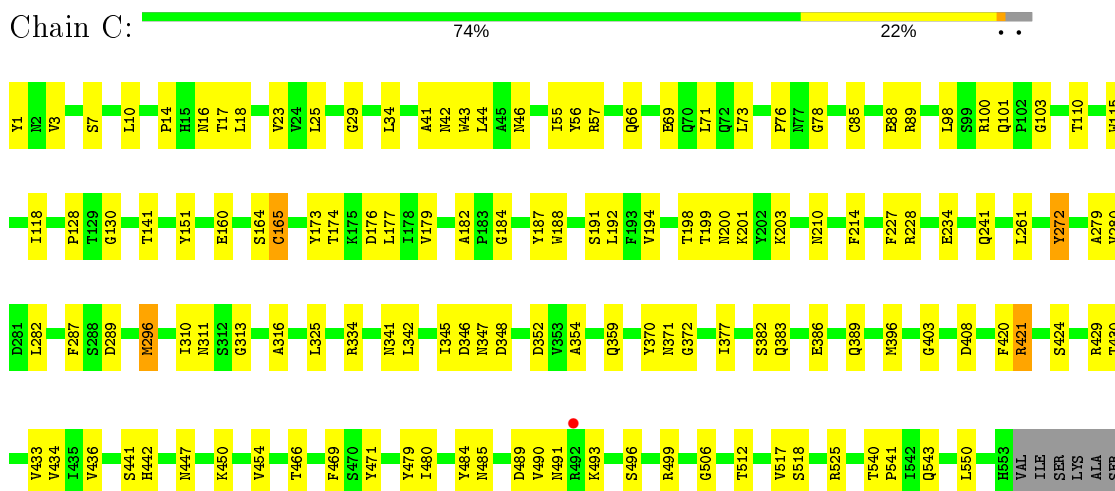 Chain C:
74% 22% • •
Y1 N2 V3 S7 L10 P14 H15 N16 T17 L18 V23 V24 L25 G29 L34 A41 N42 W43 L44 A45 N46 I55 Y56 R57 Q66 E69 Q70 L71 Q72 L73 P76 N77 G78 C85 E88 R89 L98 S99 R100 Q101 P102 G103 T110
I118 P128 T129 G130 T141 Y151 E160 S164 C165 Y173 T174 K175 D176 L177 I178 V179 A182 P183 G184 Y187 W188 S191 L192 F193 V194 T198 T199 N200 K201 Y202 K203 N210 F214 F227 R228 E234 Q241 L261 Y272 A279
D281 L282 F287 S288 D289 M296 I310 N311 S312 G313 A316 L325 R334 N341 L342 I345 D346 N347 D348 D352 V353 A354 Q359 Y370 N371 G372 I377 S382 Q383 E386 Q389 M396 G403 D408 F420 R421 S424 R429 T430
V433 V434 I435 V436 S441 H442 N447 K450 V454 T466 F469 S470 Y471 Y479 I480 Y484 N485 D489 V490 N491 R492 K493 S496 R499 G506 T512 V517 S518 R525 T540 P541 L542 Q543 L550 H553 VAL ILE SER LYS ALA SER